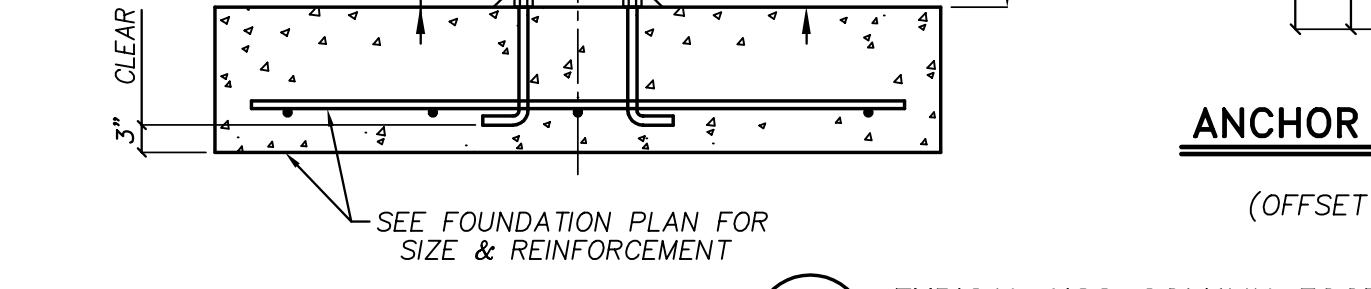 CLEAR
3"
ANCHOR
(OFFSET
SEE FOUNDATION PLAN FOR
SIZE & REINFORCEMENT